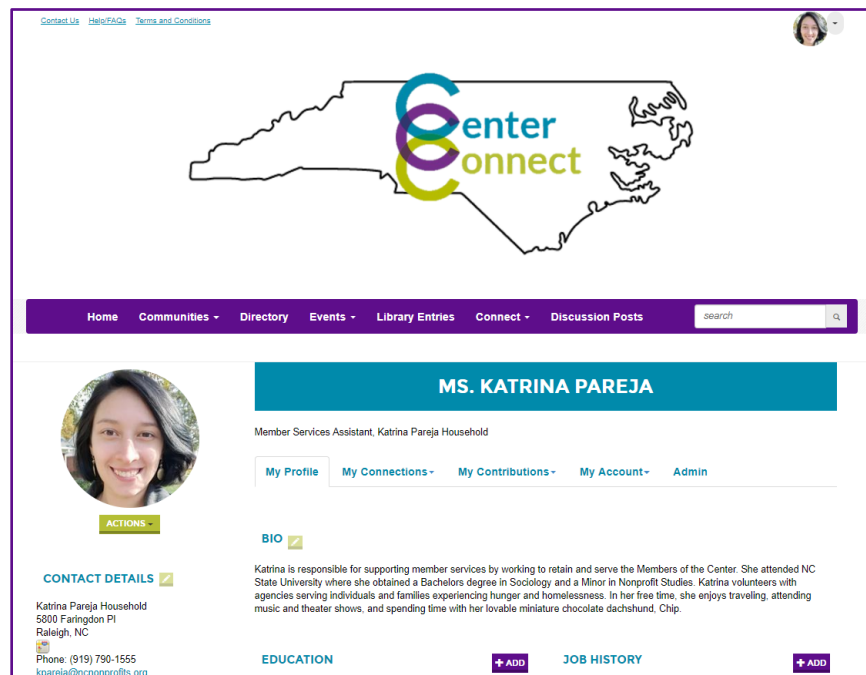 Contact Us Help/FAQs Terms and Conditions
Center
Connect
Home Communities Directory Events Library Entries Connect Discussion Posts search
MS. KATRINA PAREJA
Member Services Assistant, Katrina Pareja Household
My Profile My Connections My Contributions My Account Admin
ACTIONS
BIO
Katrina is responsible for supporting member services by working to retain and serve the Members of the Center. She attended NC
State University where she obtained a Bachelors degree in Sociology and a Minor in Nonprofit Studies. Katrina volunteers with
agencies serving individuals and families experiencing hunger and homelessness. In her free time, she enjoys traveling, attending
music and theater shows, and spending time with her lovable miniature chocolate dachshund, Chip.
CONTACT DETAILS
Katrina Pareja Household
5800 Faringdon Pl
Raleigh, NC
Phone: (919) 790-1555
kpareja@ncnonprofits.org
EDUCATION + ADD JOB HISTORY + ADD